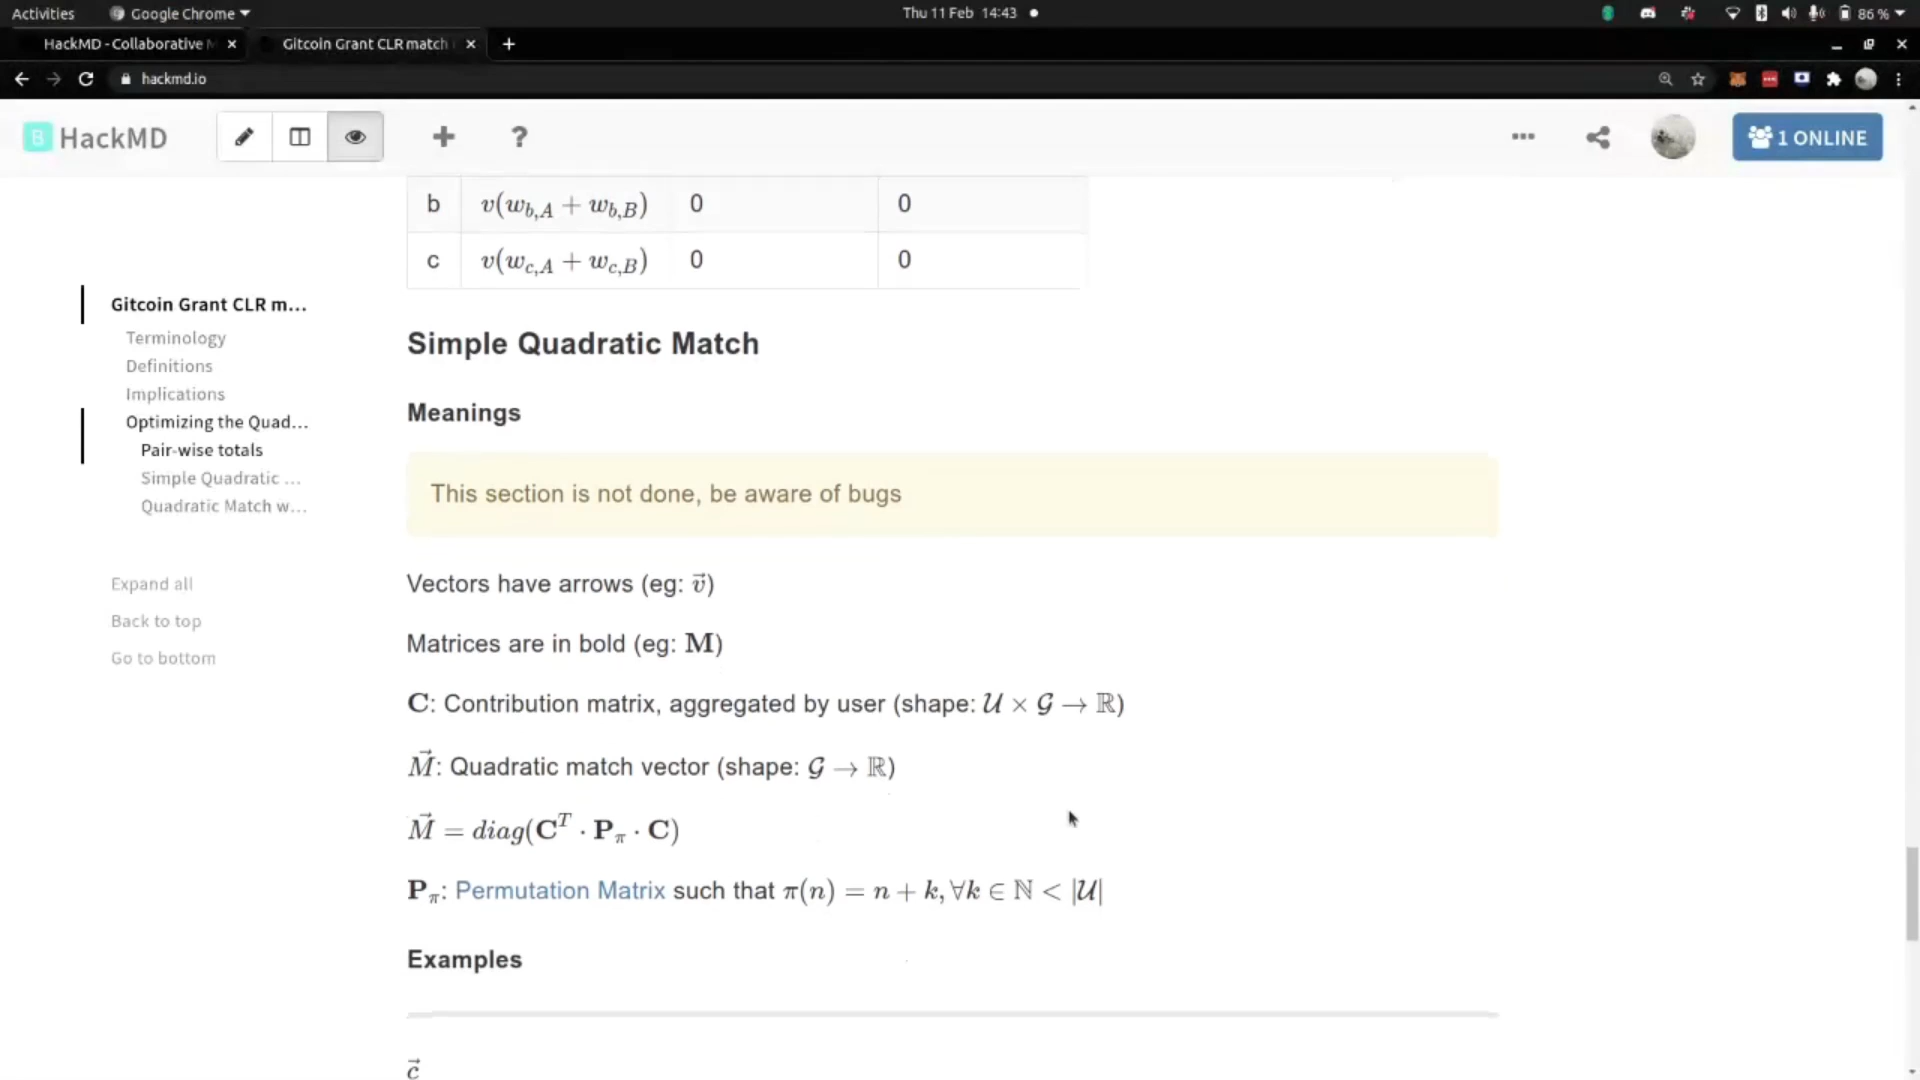 Activities Google Chrome Thu 11 Feb 14:43 86 %
HackMD - Collaborative M Gitcoin Grant CLR match
hackmd.io
HackMD 1 ONLINE
b v(w_{b,A} + w_{b,B}) 0 0
c v(w_{c,A} + w_{c,B}) 0 0
Gitcoin Grant CLR m...
Terminology
Definitions
Implications
Optimizing the Quad...
Pair-wise totals
Simple Quadratic ...
Quadratic Match w...
Expand all
Back to top
Go to bottom
Simple Quadratic Match
Meanings
This section is not done, be aware of bugs
Vectors have arrows (eg: v⃗)
Matrices are in bold (eg: M)
C: Contribution matrix, aggregated by user (shape: 𝒰 × 𝒢 → ℝ)
M⃗: Quadratic match vector (shape: 𝒢 → ℝ)
M⃗ = diag(C^T · P_π · C)
P_π: Permutation Matrix such that π(n) = n + k, ∀k ∈ ℕ < |𝒰|
Examples
c⃗